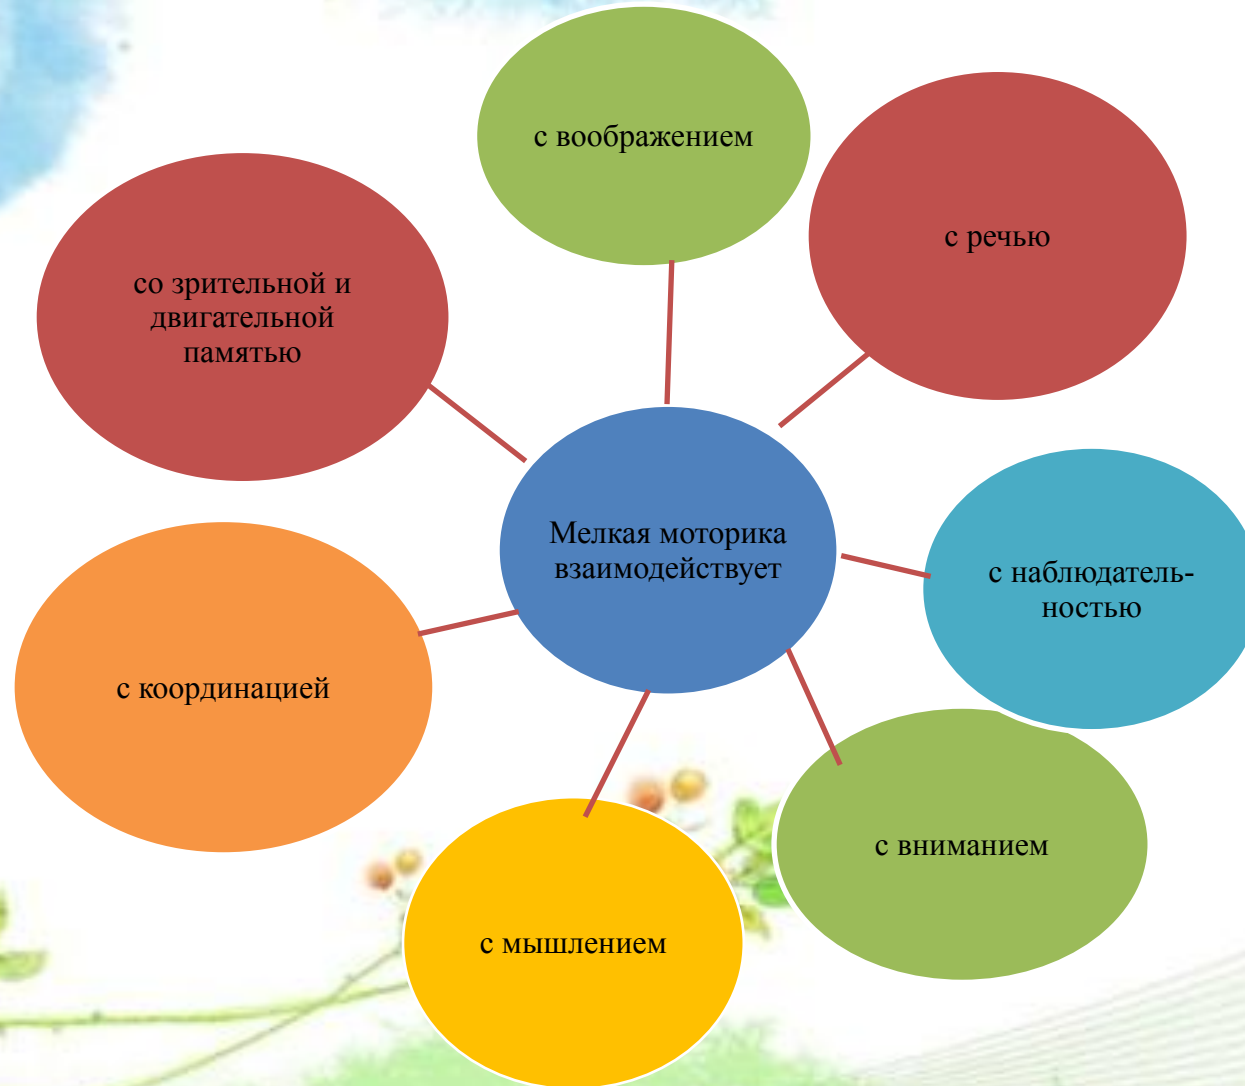 с воображением
с речью
со зрительной и
двигательной
памятью
Мелкая моторика
взаимодействует
с наблюдатель-
ностью
с координацией
с вниманием
с мышлением